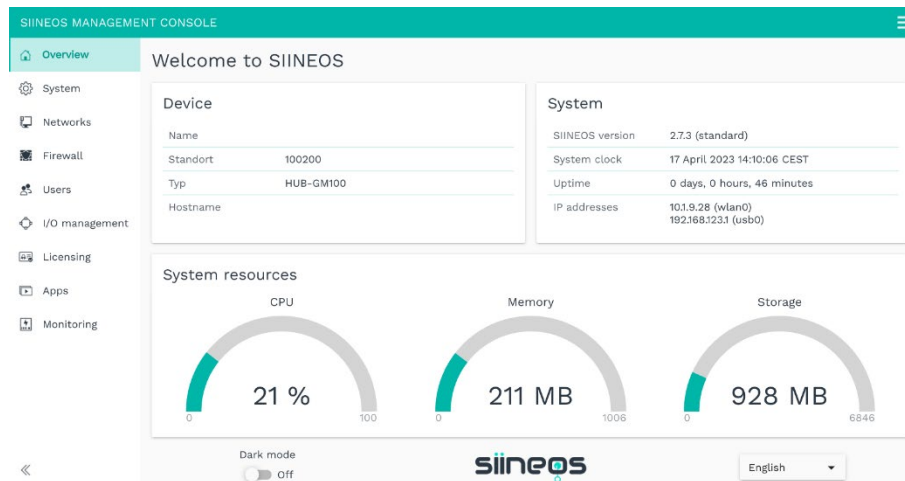 SIINEOS MANAGEMENT CONSOLE
Overview
System
Networks
Firewall
Users
I/O management
Licensing
Apps
Monitoring
Welcome to SIINEOS
Device
Name
Standort 100200
Typ HUB-GM100
Hostname
System
SIINEOS version 2.7.3 (standard)
System clock 17 April 2023 14:10:06 CEST
Uptime 0 days, 0 hours, 46 minutes
IP addresses 10.1.9.28 (wlan0)
192.168.123.1 (usb0)
System resources
CPU
21 %
0 100
Memory
211 MB
0 1006
Storage
928 MB
0 6846
Dark mode
Off
siineos
English